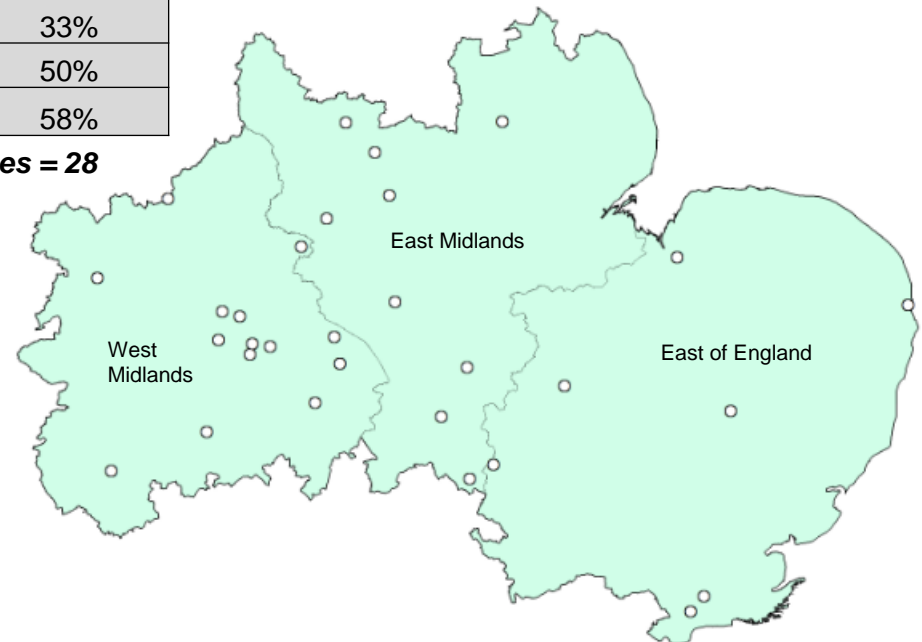 33%
50%
58%
es = 28
East Midlands
West
Midlands
East of England